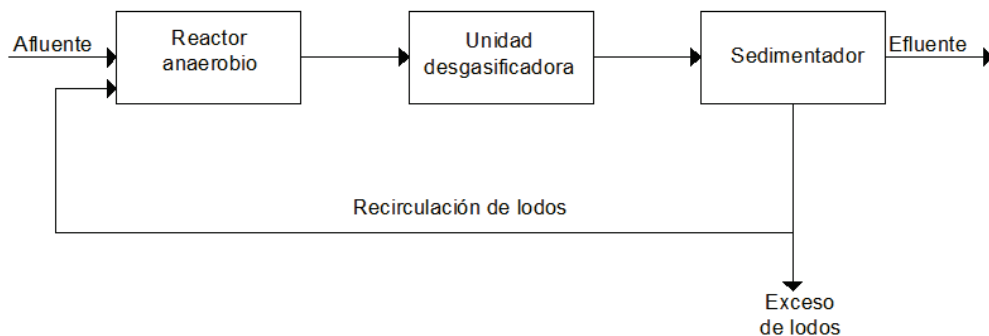 Afluente
Reactor
anaerobio
Unidad
desgasificadora
Sedimentador
Efluente
Recirculación de lodos
Exceso
de lodos